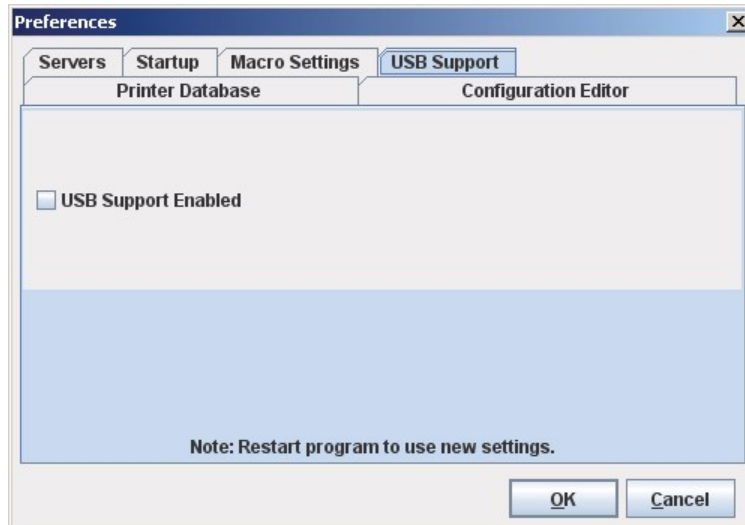 Preferences
Servers Startup Macro Settings USB Support
Printer Database Configuration Editor
USB Support Enabled
Note: Restart program to use new settings.
OK Cancel